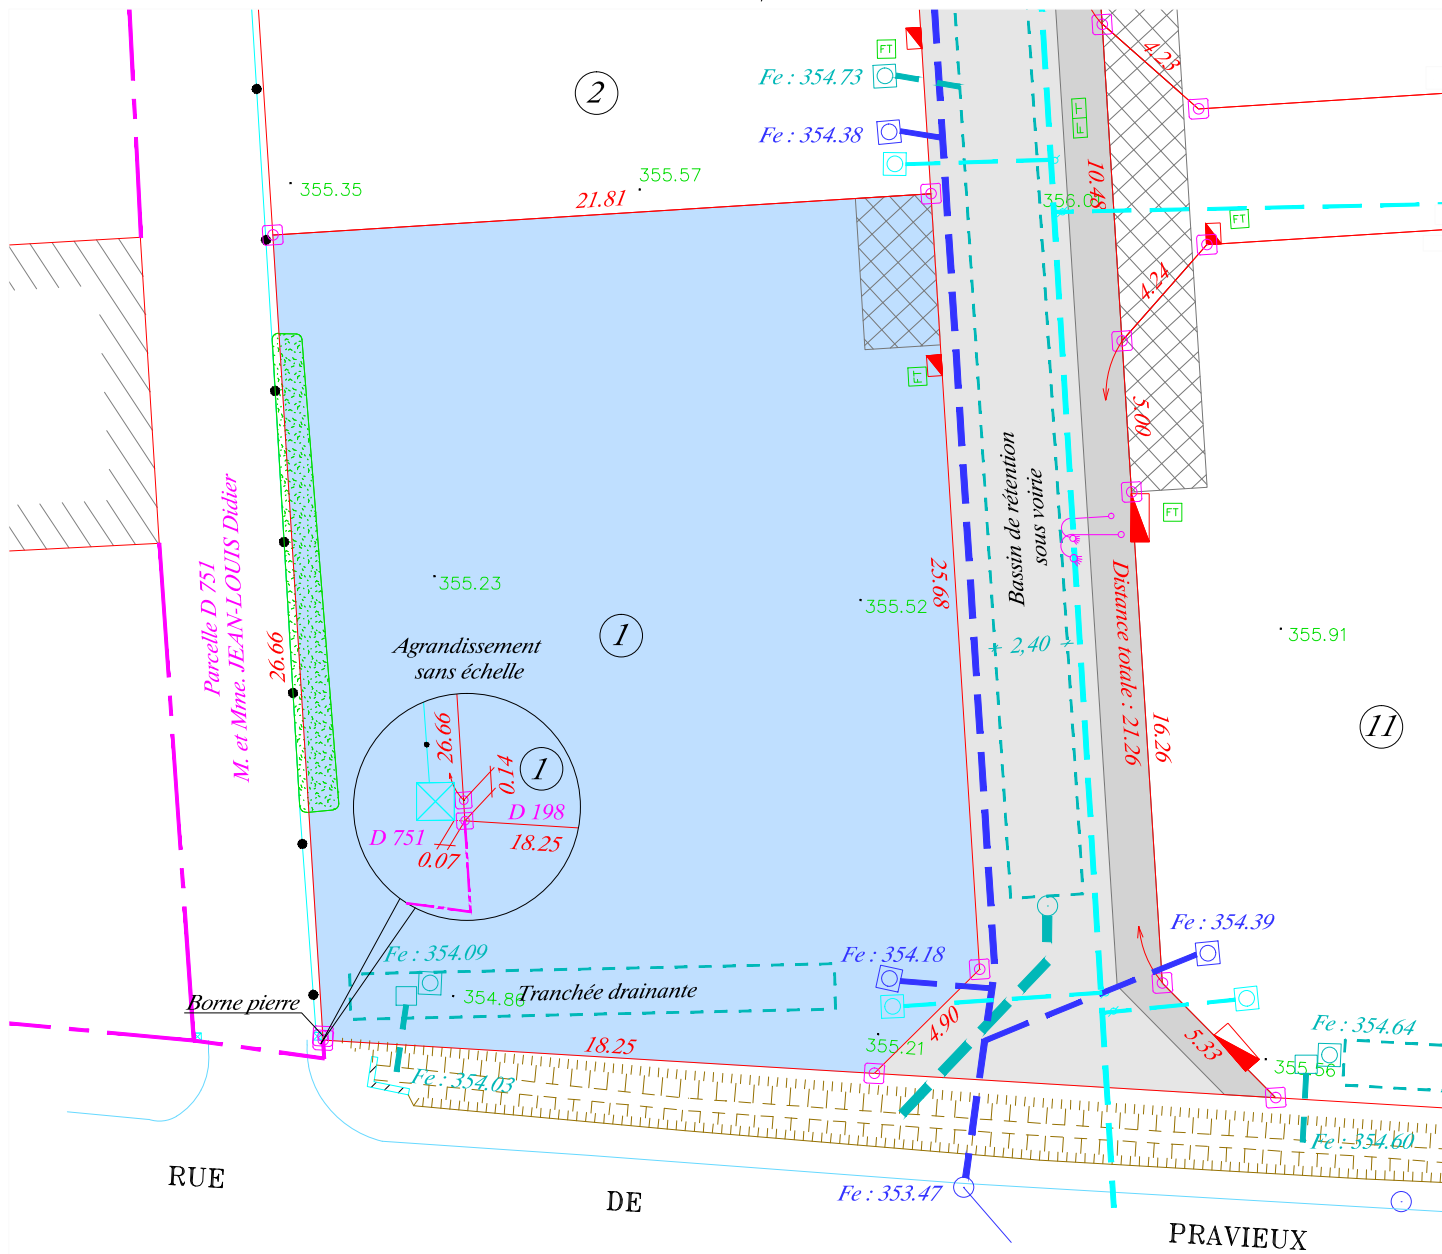 4.23
FT
Fe : 354.73
2
Fe : 354.38
FT
355.57
355.35
21.81
10.48
FT
4.24
FT
5.00
FT
Bassin de rétention
sous voirie
Parcelle D 751
M. et Mme. JEAN-LOUIS Didier
355.23
25.68
355.52
Distance totale : 21.26
355.91
1
26.66
Agrandissement
sans échelle
2,40
16.26
11
26.66
1
0.14
D 198
D 751
18.25
0.07
Fe : 354.39
Fe : 354.09
Fe : 354.18
354.86
Tranchée drainante
Borne pierre
4.90
Fe : 354.64
18.25
355.21
5.33
355.56
Fe : 354.03
Fe : 354.60
RUE
DE
Fe : 353.47
PRAVIEUX